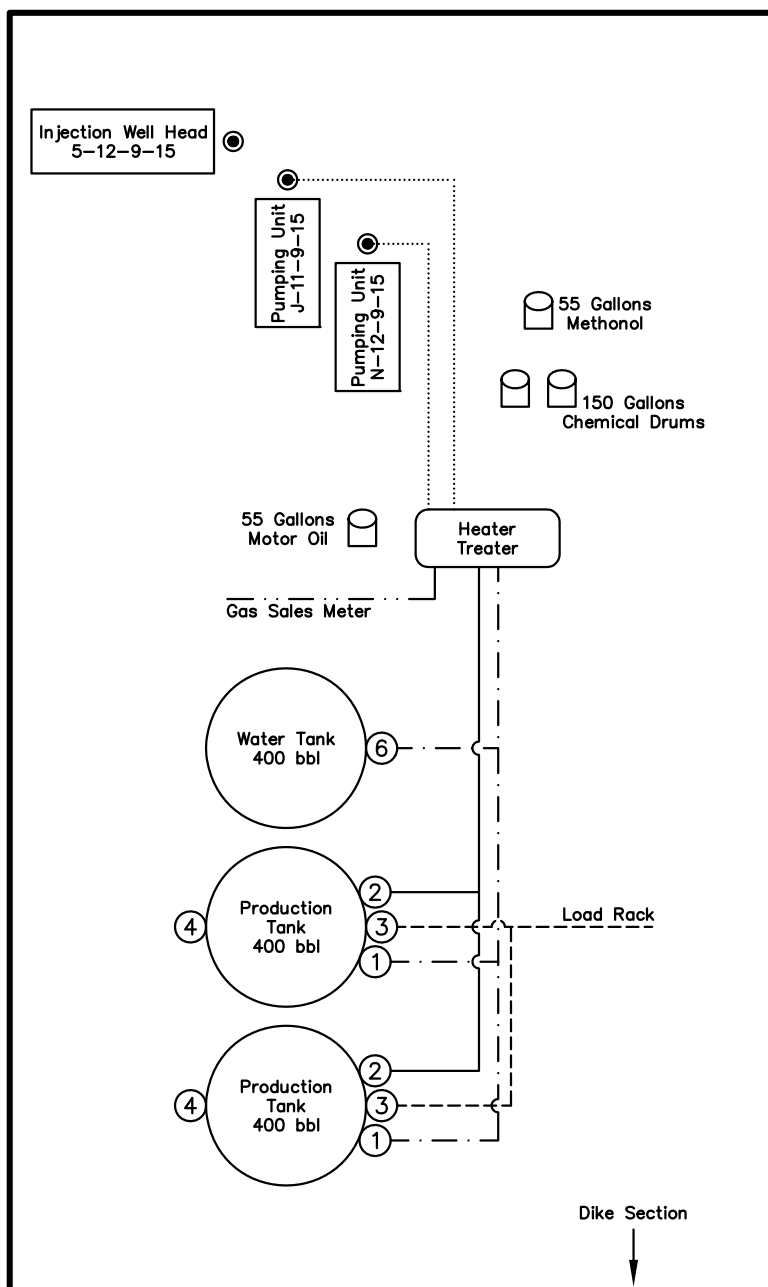 Injection Well Head
5-12-9-15
Pumping Unit
J-11-9-15
Pumping Unit
N-12-9-15
55 Gallons
Methonol
150 Gallons
Chemical Drums
55 Gallons
Motor Oil
Heater
Treater
Gas Sales Meter
Water Tank
400 bbl
6
2
Production
Tank
400 bbl
4
3
Load Rack
1
2
Production
Tank
400 bbl
4
3
1
Dike Section